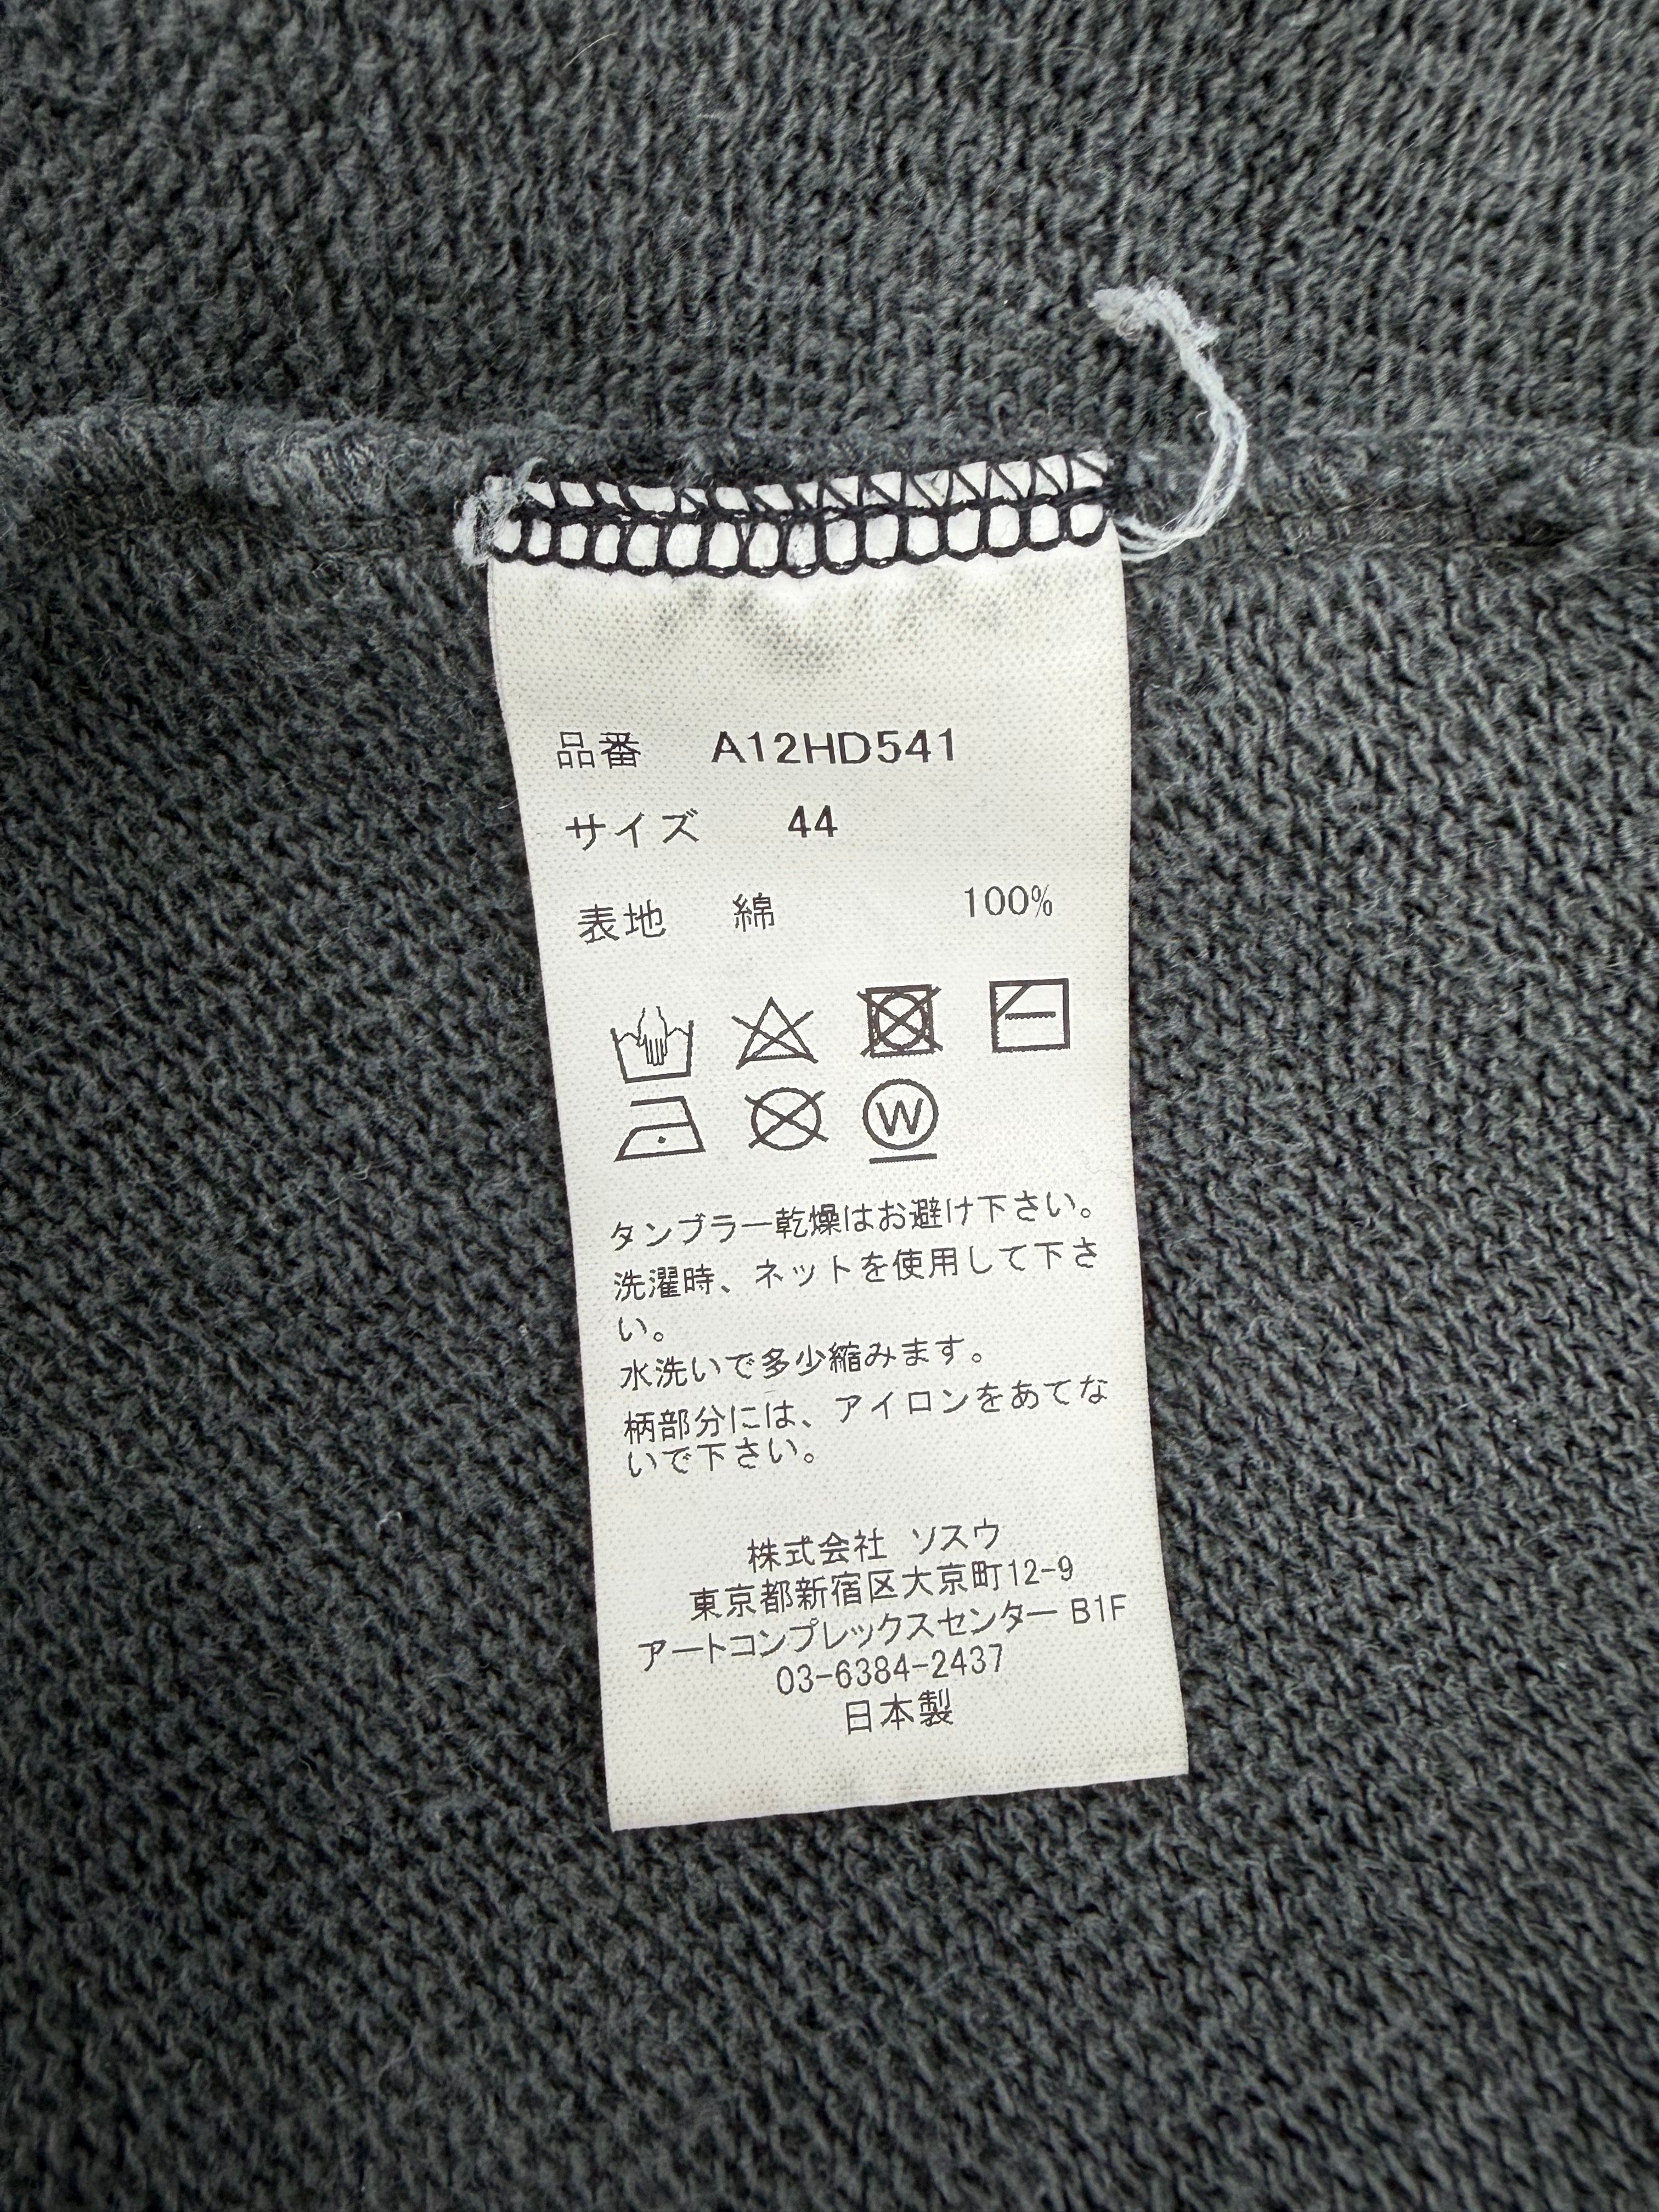 品番 A12HD541
サイズ 44
表地 綿 100%
W
タンブラー乾燥はお避け下さい。
洗濯時、ネットを使用して下さ
い。
水洗いで多少縮みます。
柄部分には、アイロンをあてな
いで下さい。
株式会社 ソスウ
東京都新宿区大京町12-9
アートコンプレックスセンター B1F
03-6384-2437
日本製